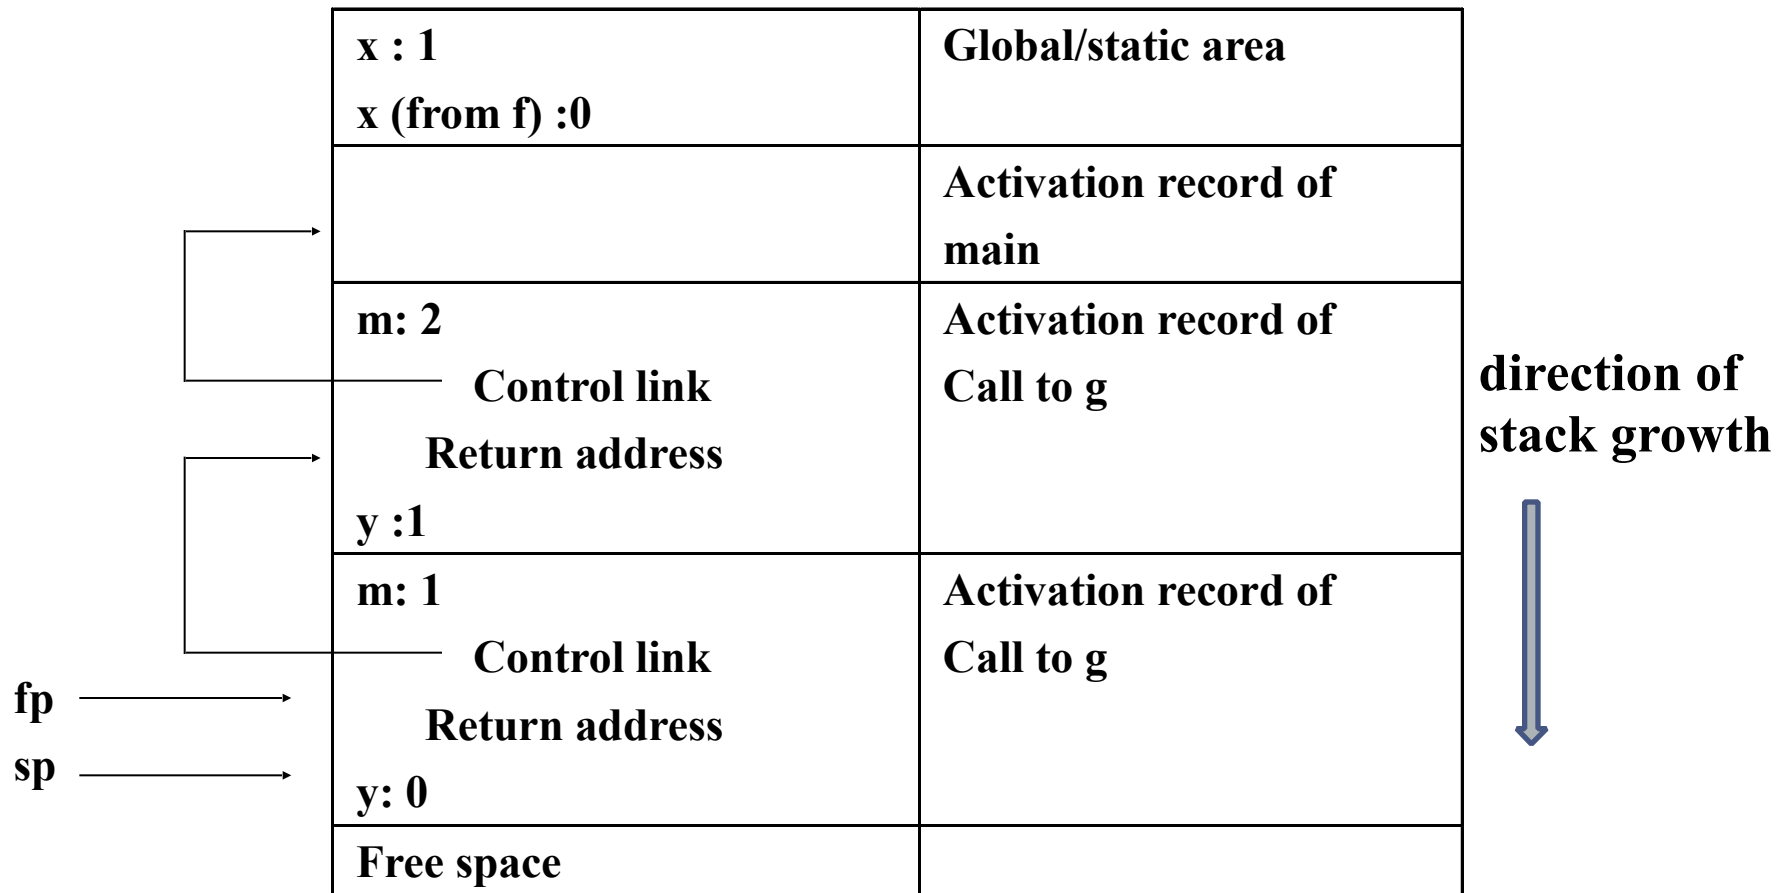 x : 1
Global/static area
x (from f) :0
Activation record of
main
m: 2
Activation record of
Control link
Call to g
Return address
y :1
direction of
stack growth
m: 1
Activation record of
Control link
Call to g
fp
Return address
sp
y: 0
Free space